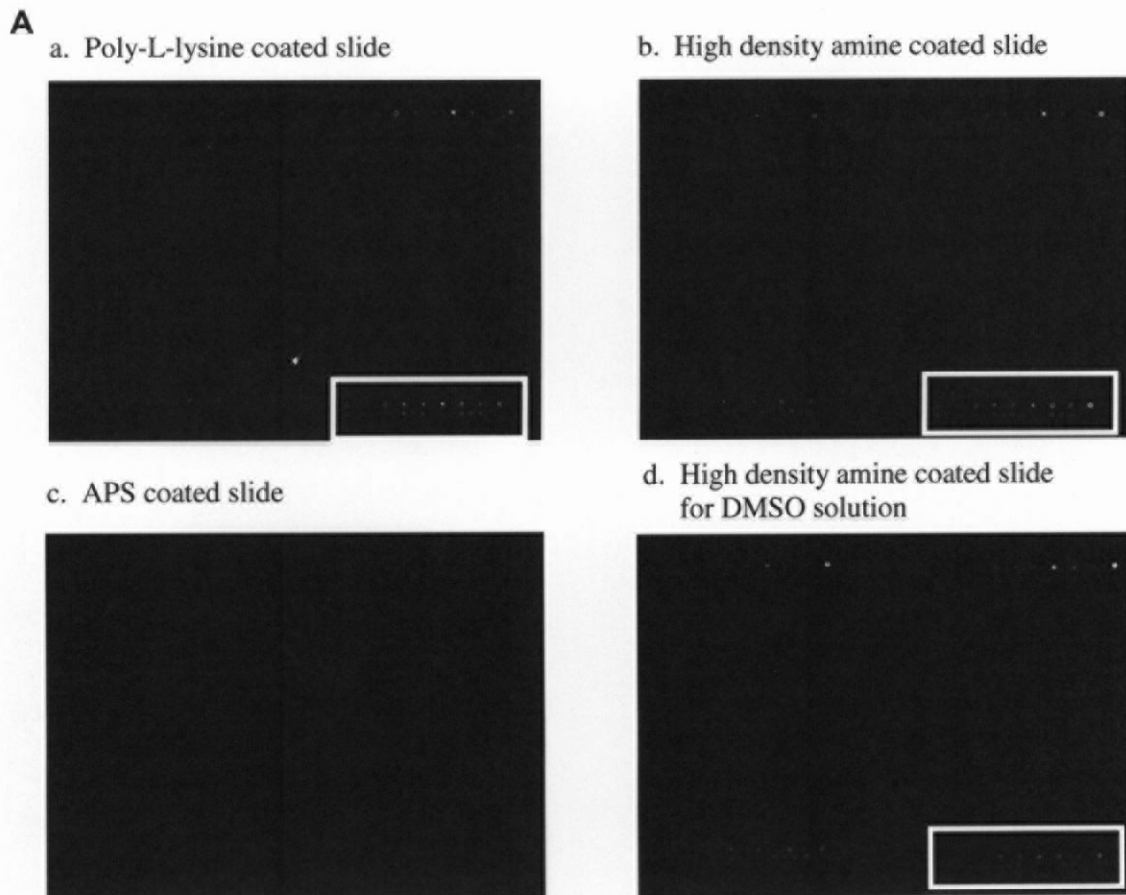 A
a. Poly-L-lysine coated slide
b. High density amine coated slide
c. APS coated slide
d. High density amine coated slide
for DMSO solution